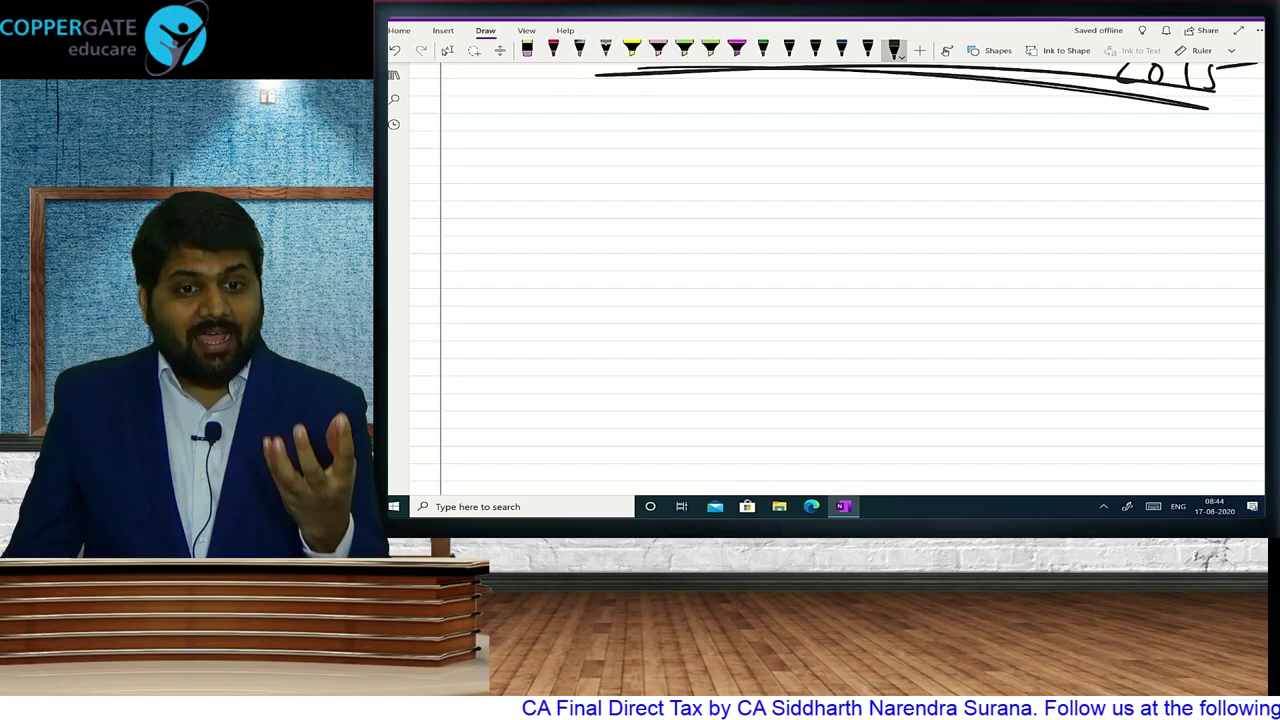 COPPERGATE
educare
Home Insert Draw View Help Saved offline
Share
Shapes Ink to Shape Ink to Text Ruler
2015
Type here to search
08:44
ENG
17-08-2020
CA Final Direct Tax by CA Siddharth Narendra Surana. Follow us at the following